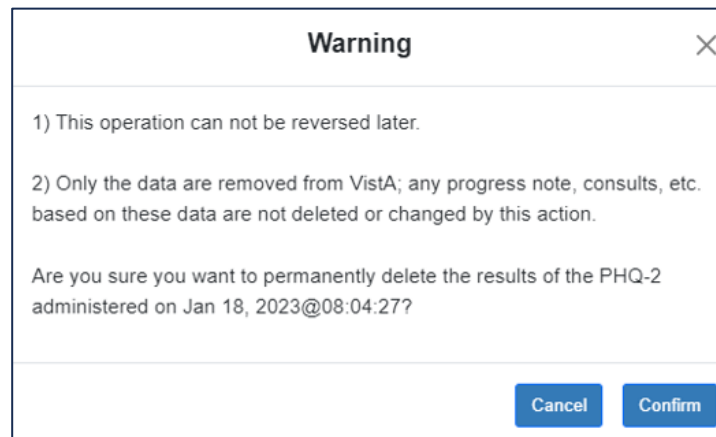 Warning
1) This operation can not be reversed later.
2) Only the data are removed from VistA; any progress note, consults, etc.
based on these data are not deleted or changed by this action.
Are you sure you want to permanently delete the results of the PHQ-2
administered on Jan 18, 2023@08:04:27?
Cancel Confirm